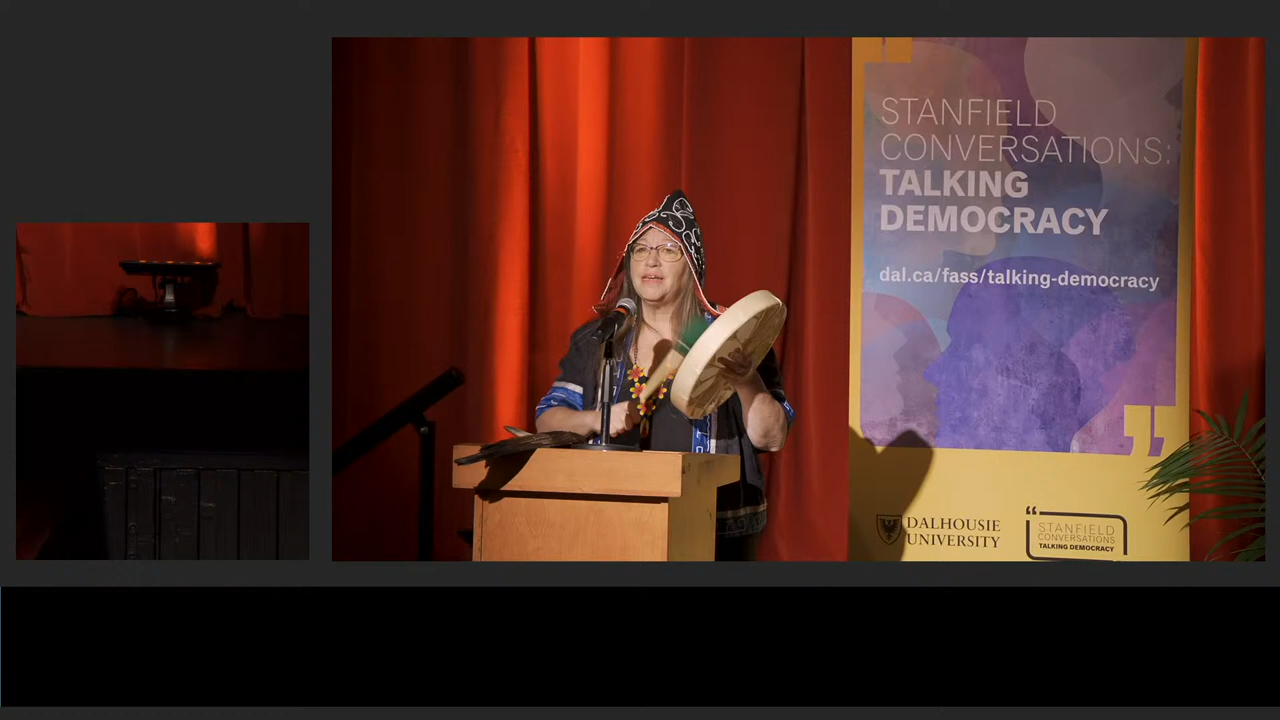 STANFIELD
CONVERSATIONS:
TALKING
DEMOCRACY
dal.ca/fass/talking-democracy
DALHOUSIE
UNIVERSITY
STANFIELD
CONVERSATIONS
TALKING DEMOCRACY